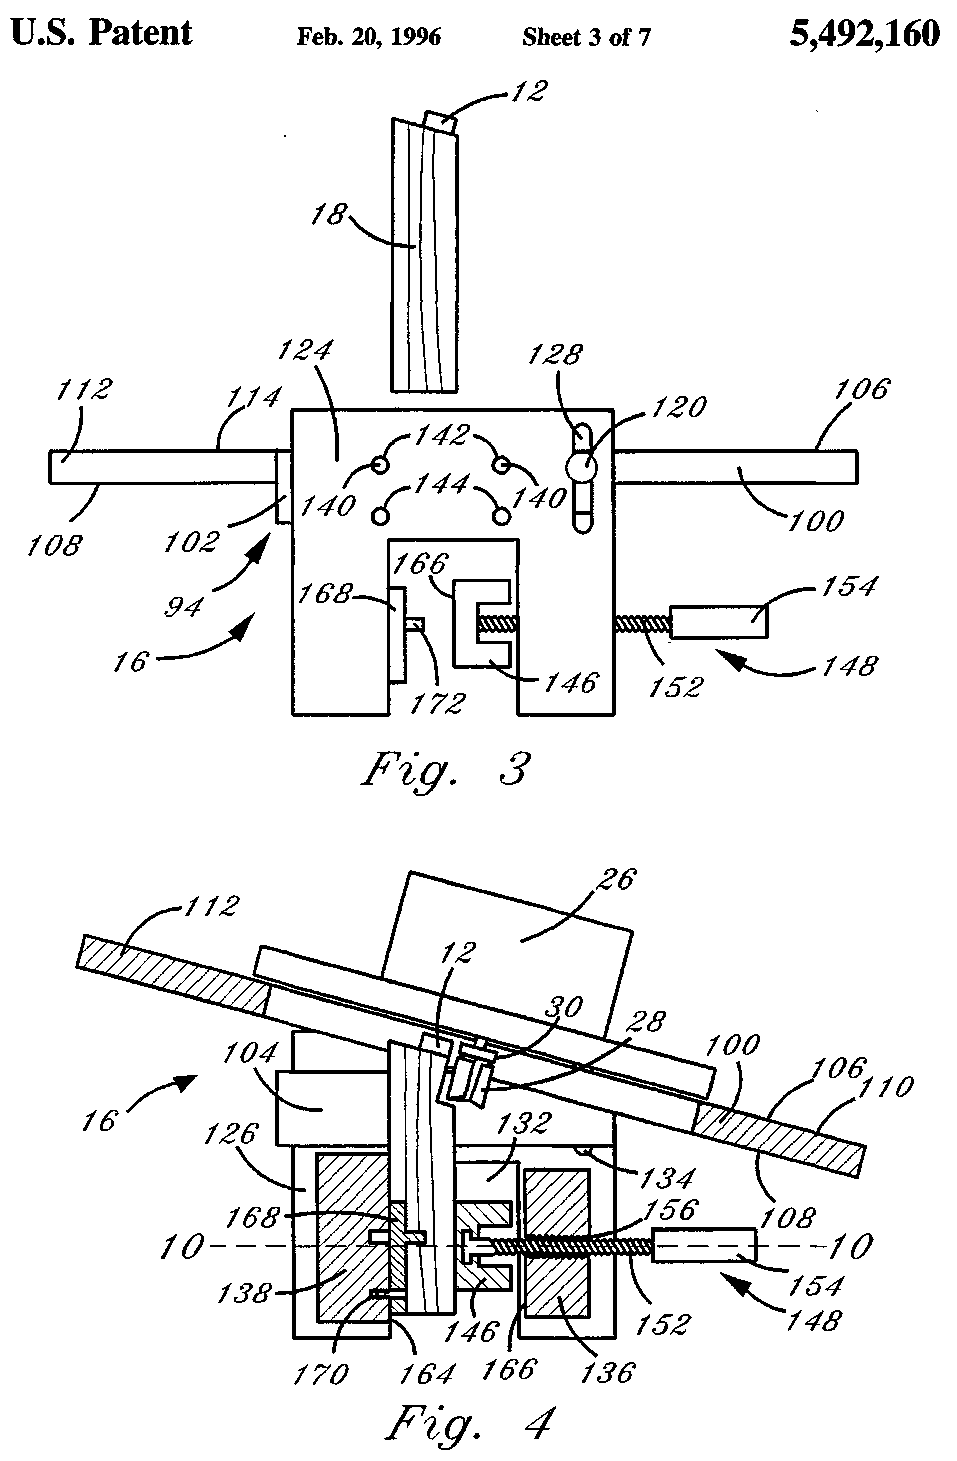 U.S. Patent Feb. 20, 1996 Sheet 3 of 7 5,492,160
12
18
124 128
112 114 142 120 106
140 144 140
108 102 100
94 168 166 154
16 172 146 152 148
Fig. 3
112 26
12 30 28
104 100 106 110
16
126 132 134
168 156 108
10 10
138 154
146 152 148
170 164 166 136
Fig. 4